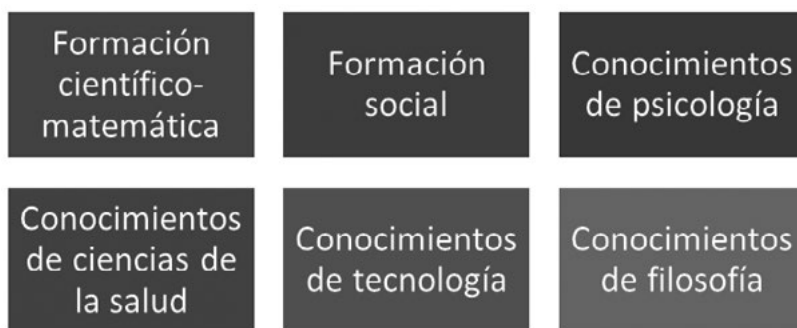 Formación
científico-
matemática
Formación
social
Conocimientos
de psicología
Conocimientos
de ciencias de
la salud
Conocimientos
de tecnología
Conocimientos
de filosofía